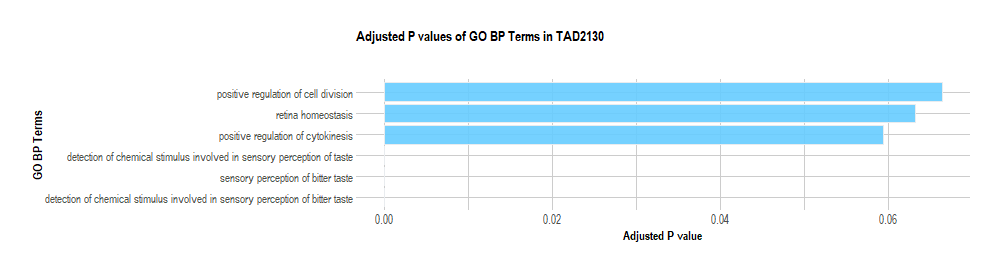 Adjusted P values of GO BP Terms in TAD2130
GO BP Terms
positive regulation of cell division
retina homeostasis
positive regulation of cytokinesis
detection of chemical stimulus involved in sensory perception of taste
sensory perception of bitter taste
detection of chemical stimulus involved in sensory perception of bitter taste
0.00 0.02 0.04 0.06
Adjusted P value